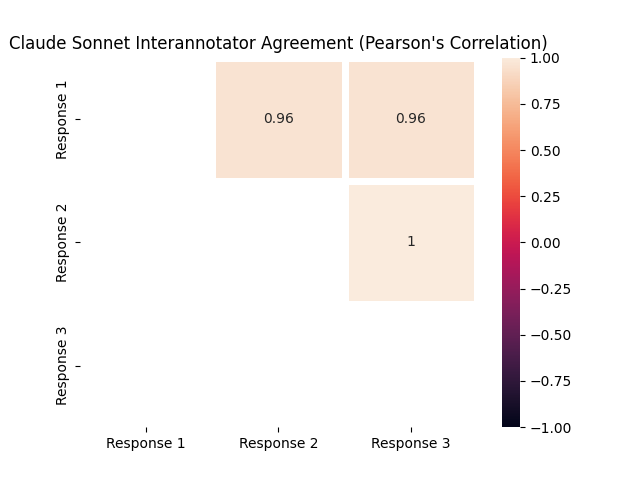 Claude Sonnet Interannotator Agreement (Pearson's Correlation)
Response 1
0.96
0.96
Response 2
1
Response 3
Response 1
Response 2
Response 3
1.00
0.75
0.50
0.25
0.00
−0.25
−0.50
−0.75
−1.00